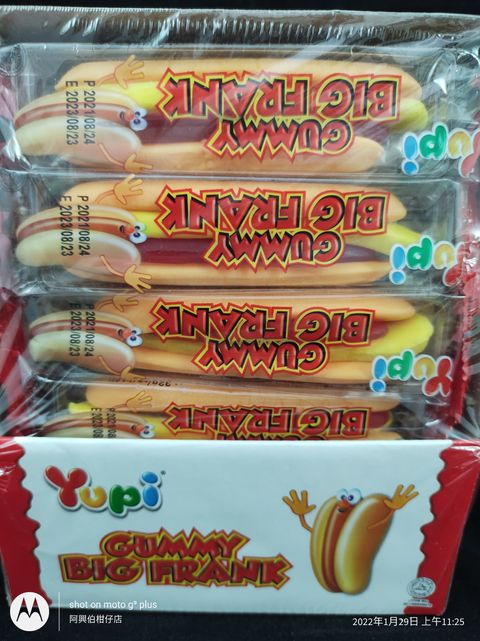 P 2021/08/24
E 2023/08/23
GUMMY
BIG FRANK
Yupi
P 2021/08/24
E 2023/08/23
GUMMY
BIG FRANK
Yupi
P 2021/08/24
E 2023/08/23
GUMMY
BIG FRANK
Yupi
GUMMY
BIG FRANK
Yupi
GUMMY
BIG FRANK
shot on moto g⁹ plus
阿興伯柑仔店
2022年1月29日 上午11:25